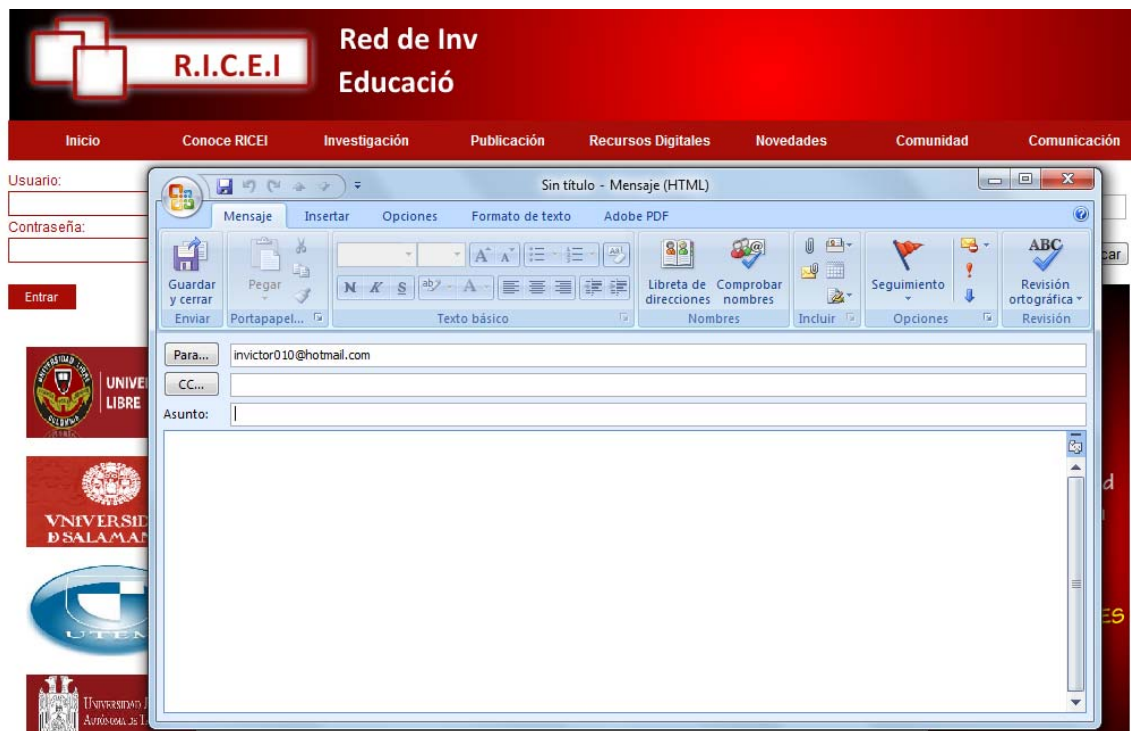 R.I.C.E.I
Red de Inv
Educació
Inicio Conoce RICEI Investigación Publicación Recursos Digitales Novedades Comunidad Comunicación
Usuario:
Contraseña:
Entrar
car
Sin título - Mensaje (HTML)
Mensaje Insertar Opciones Formato de texto Adobe PDF
Guardar y cerrar
Pegar
N K S
Libreta de direcciones
Comprobar nombres
Seguimiento
ABC
Revisión ortográfica
Enviar Portapapel... Texto básico Nombres Incluir Opciones Revisión
Para... invictor010@hotmail.com
CC...
Asunto:
UNIVE
LIBRE
VNIVERSID
D SALAMAN
UTEM
d
ES